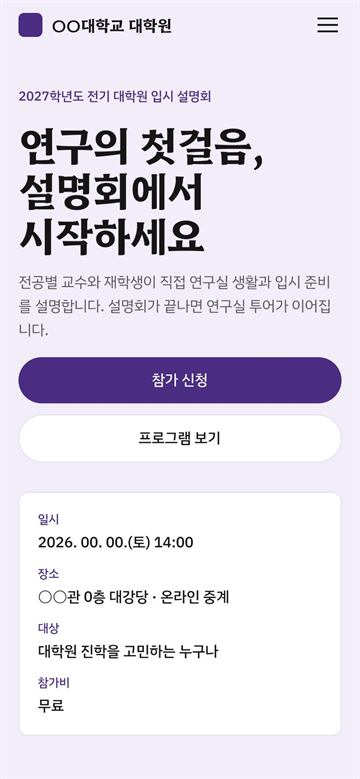 ○○대학교 대학원
2027학년도 전기 대학원 입시 설명회
연구의 첫걸음,
설명회에서
시작하세요
전공별 교수와 재학생이 직접 연구실 생활과 입시 준비
를 설명합니다. 설명회가 끝나면 연구실 투어가 이어집
니다.
참가 신청
프로그램 보기
일시
2026. 00. 00.(토) 14:00
장소
○○관 0층 대강당 · 온라인 중계
대상
대학원 진학을 고민하는 누구나
참가비
무료